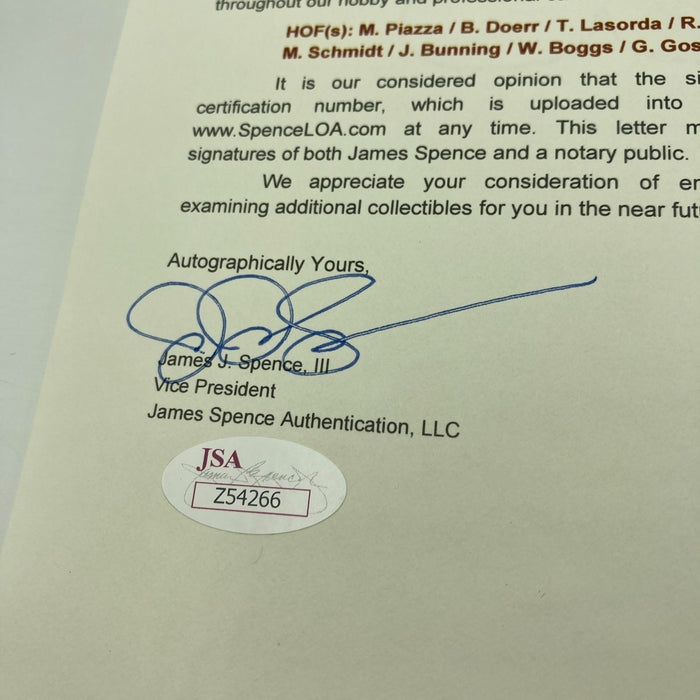 throughout our hobby and
HOF(s): M. Piazza / B. Doerr / T. Lasorda / R.
M. Schmidt / J. Bunning / W. Boggs / G. Gos
It is our considered opinion that the si
certification number, which is uploaded into
www.SpenceLOA.com at any time. This letter m
signatures of both James Spence and a notary public.
We appreciate your consideration of en
examining additional collectibles for you in the near futu
Autographically Yours,
James J. Spence, III
Vice President
James Spence Authentication, LLC
JSA
Z54266